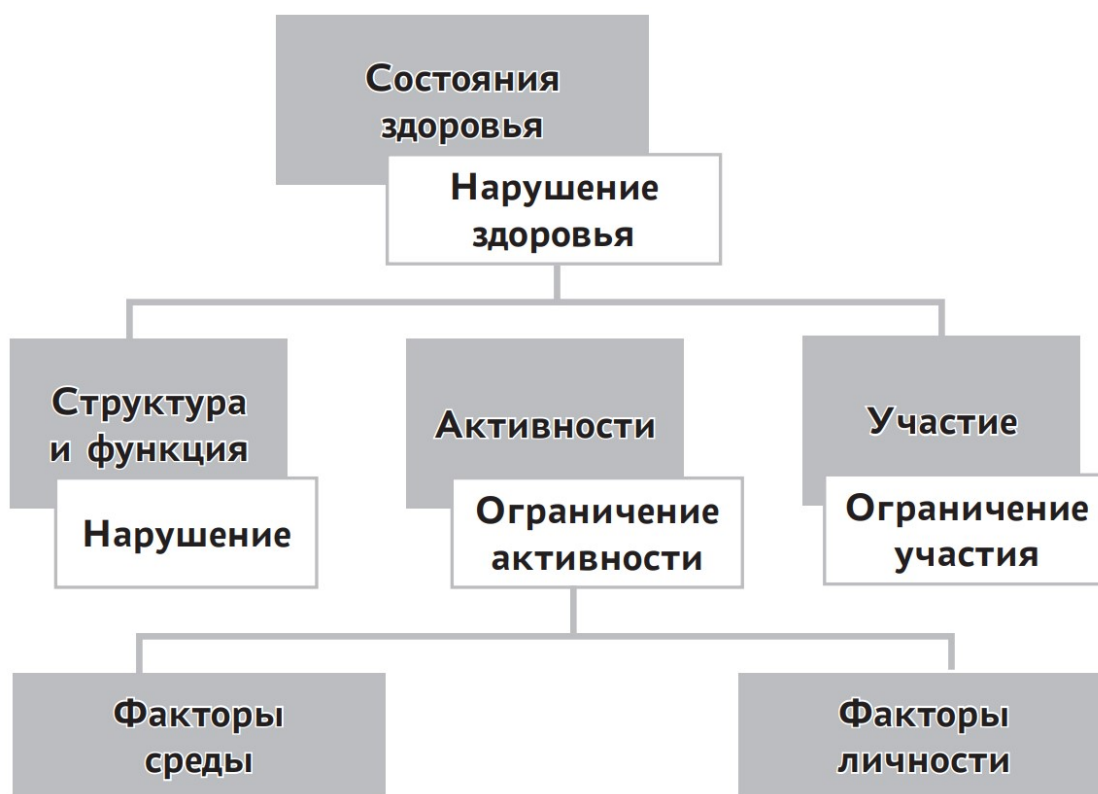 Состояния
здоровья
Нарушение
здоровья
Структура
и функция
Нарушение
Активности
Ограничение
активности
Участие
Ограничение
участия
Факторы
среды
Факторы
личности